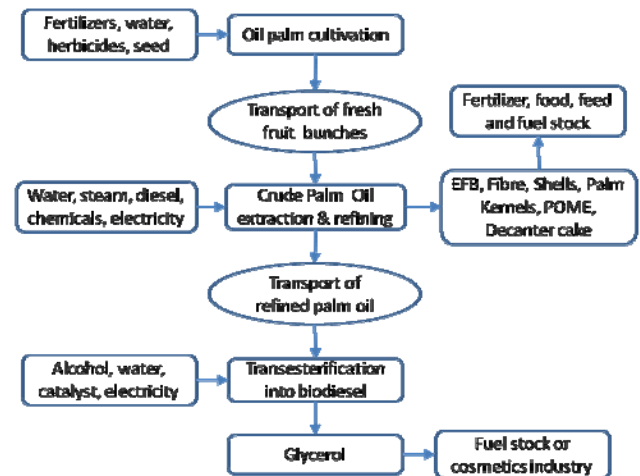 Fertilizers, water,
herbicides, seed
Oil palm cultivation
Transport of fresh
fruit bunches
Fertilizer, food, feed
and fuel stock
Water, steam, diesel,
chemicals, electricity
Crude Palm Oil
extraction & refining
EFB, Fibre, Shells, Palm
Kernels, POME,
Decanter cake
Transport of
refined palm oil
Alcohol, water,
catalyst, electricity
Transesterification
into biodiesel
Glycerol
Fuel stock or
cosmetics industry